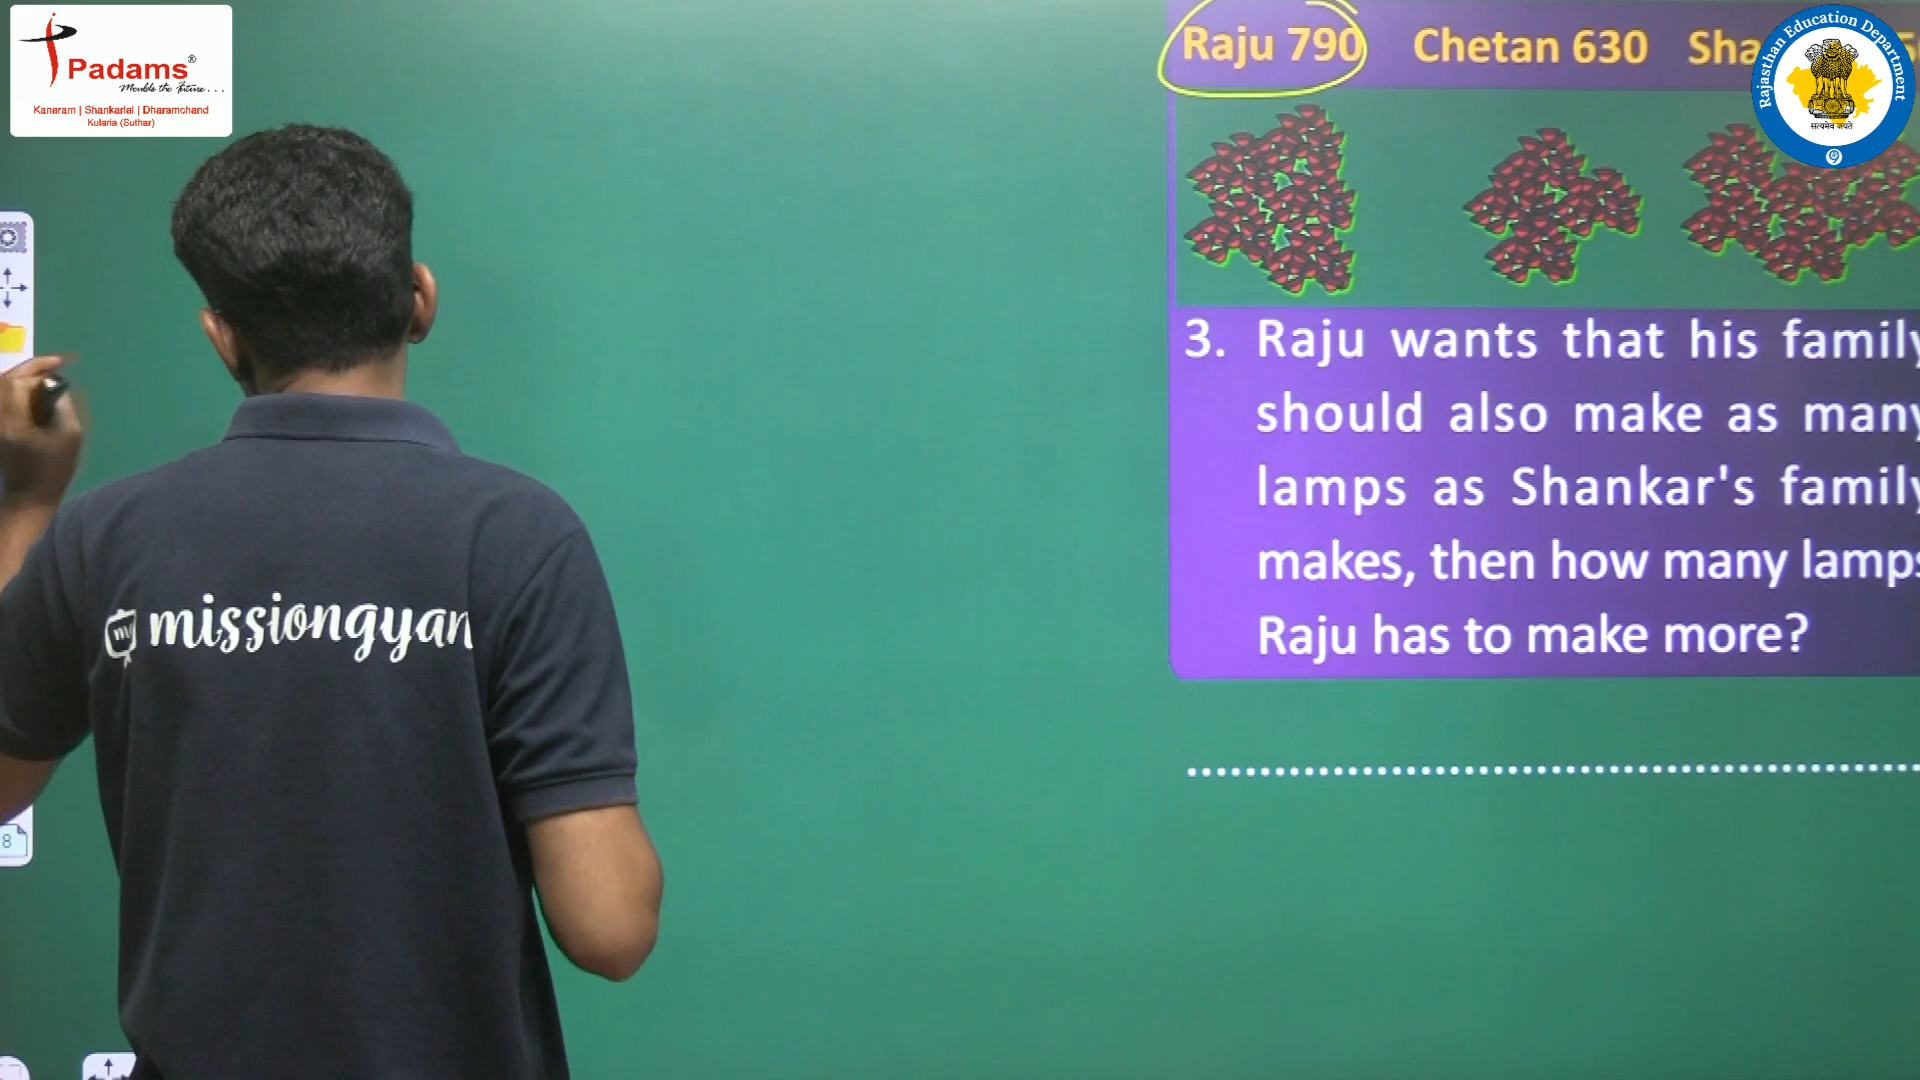 Padams®
Moulds the Future...
Kanaram | Shankarlal | Dharamchand
Kularia (Suthar)
Raju 790 Chetan 630
Rajasthan Education Department
सत्यमेव जयते
3. Raju wants that his family
should also make as many
lamps as Shankar's family
makes, then how many lamps
Raju has to make more?
missiongyan
8